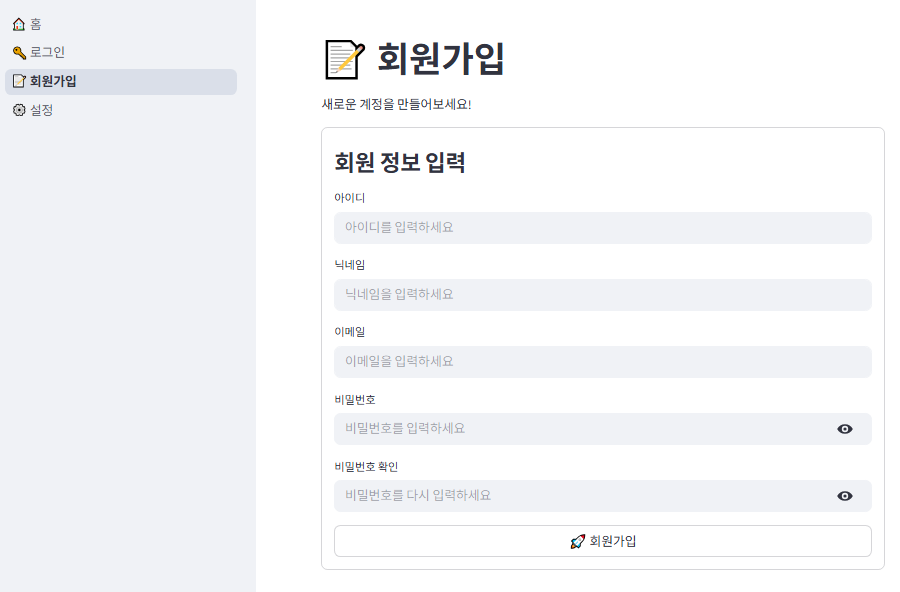 홈
로그인
회원가입
설정
회원가입
새로운 계정을 만들어보세요!
회원 정보 입력
아이디
아이디를 입력하세요
닉네임
닉네임을 입력하세요
이메일
이메일을 입력하세요
비밀번호
비밀번호를 입력하세요
비밀번호 확인
비밀번호를 다시 입력하세요
회원가입